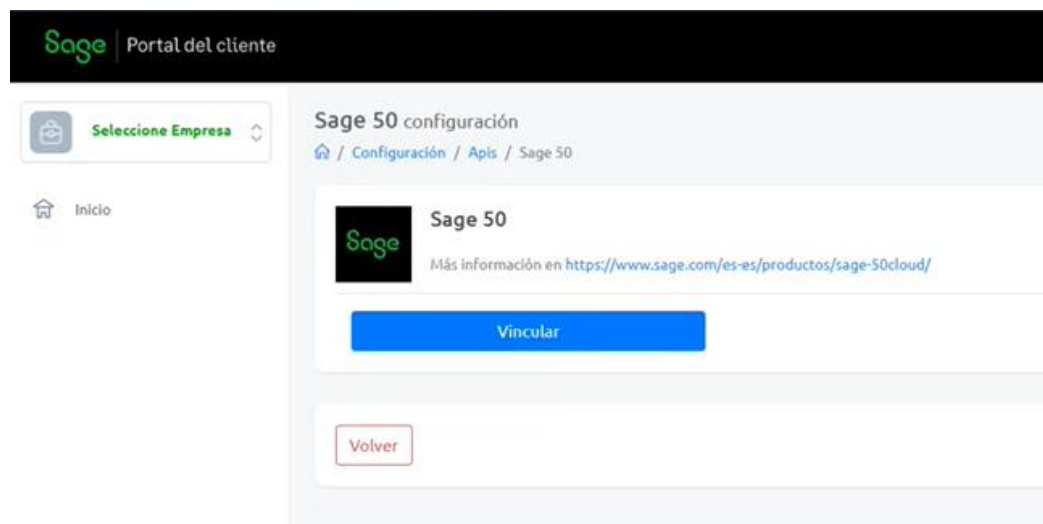 Sage Portal del cliente
Seleccione Empresa
Inicio
Sage 50 configuración
/ Configuración / Apis / Sage 50
Sage
Sage 50
Más información en https://www.sage.com/es-es/productos/sage-50cloud/
Vincular
Volver